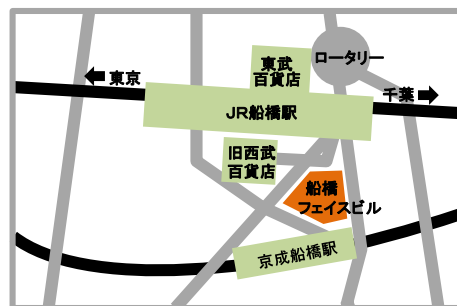 東武
百貨店
ロータリー
東京
千葉
JR船橋駅
旧西武
百貨店
船橋
フェイスビル
京成船橋駅